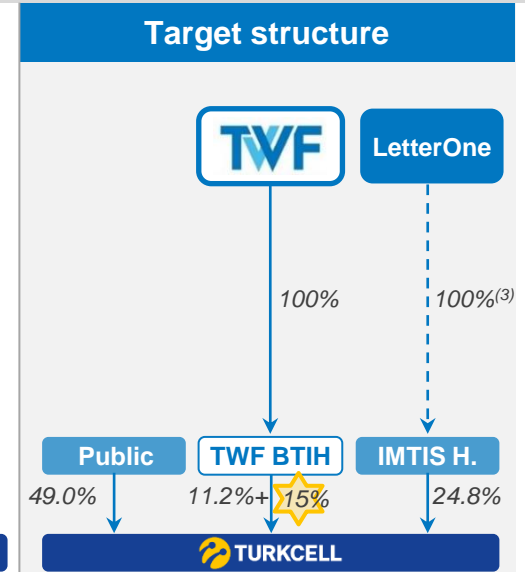 Target structure
TWF
LetterOne
100%
100%(3)
Public
TWF BTIH
IMTIS H.
49.0%
11.2%+ 15%
24.8%
TURKCELL